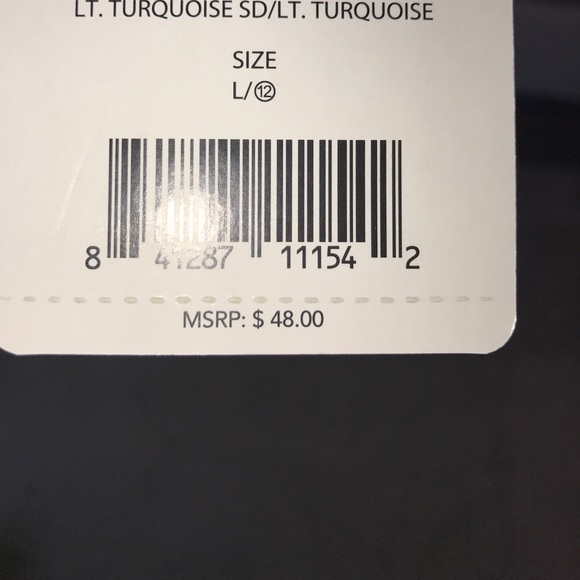 LT. TURQUOISE SD/LT. TURQUOISE
SIZE
L/⑫
8 41287 11154 2
MSRP: $ 48.00